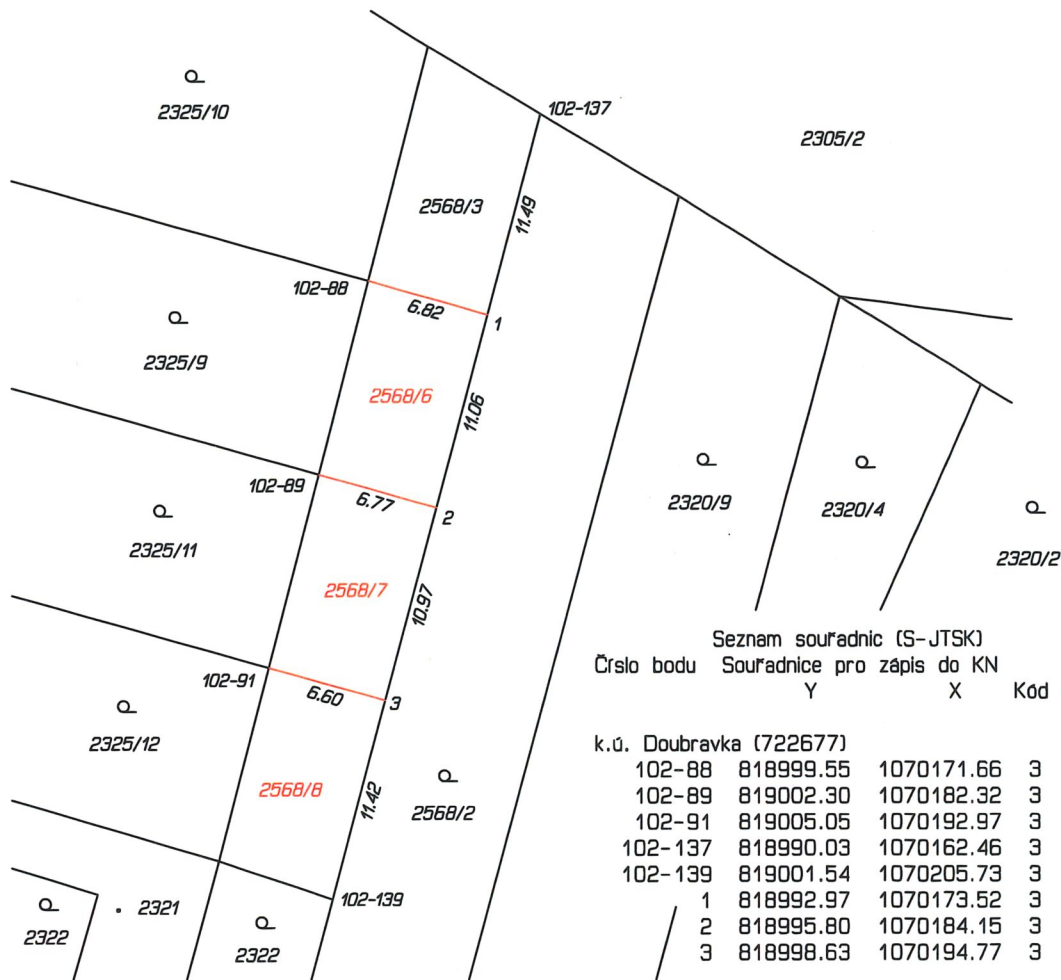 2325/10
102-137
2305/2
2568/3
11.49
102-88
6.82
1
2325/9
2568/6
11.06
102-89
6.77
2
2320/9
2320/4
2320/2
2325/11
2568/7
10.97
102-91
6.60
3
2325/12
2568/8
11.42
2568/2
102-139
2322
. 2321
2322
Seznam souřadnic (S-JTSK)
Číslo bodu Souřadnice pro zápis do KN
Y X Kód
k.ú. Doubravka (722677)
102-88 818999.55 1070171.66 3
102-89 819002.30 1070182.32 3
102-91 819005.05 1070192.97 3
102-137 818990.03 1070162.46 3
102-139 819001.54 1070205.73 3
1 818992.97 1070173.52 3
2 818995.80 1070184.15 3
3 818998.63 1070194.77 3